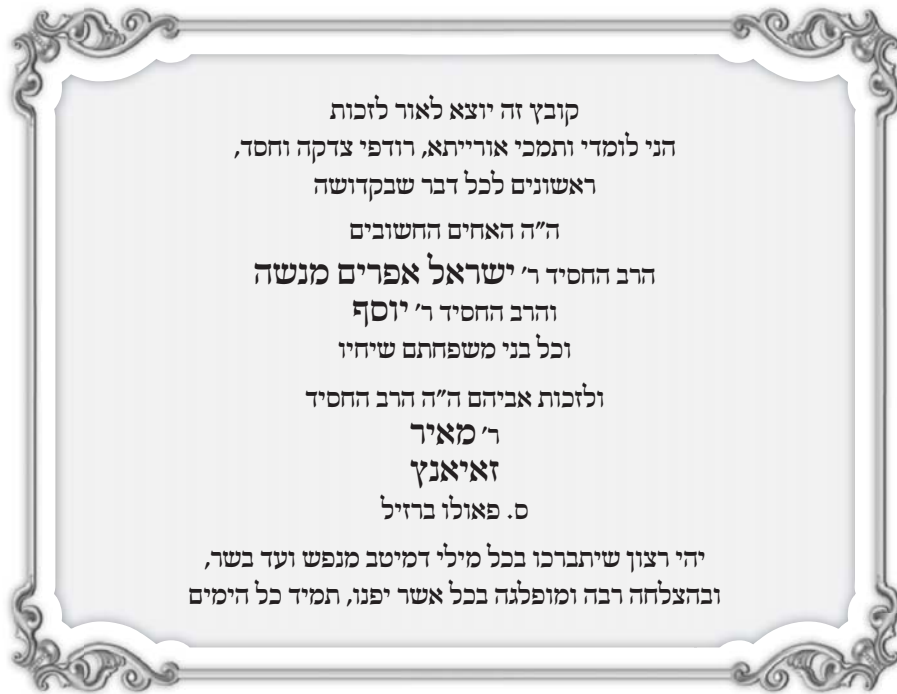 קובץ זה יוצא לאור לזכות
הני לומדי ותמכי אורייתא, רודפי צדקה וחסד,
ראשונים לכל דבר שבקדושה
ה״ה האחים החשובים
הרב החסיד ר׳ ישראל אפרים מנשה
והרב החסיד ר׳ יוסף
וכל בני משפחתם שיחיו
ולזכות אביהם ה״ה הרב החסיד
ר׳ מאיר
זאיאנץ
ס. פאולו ברזיל
יהי רצון שיתברכו בכל מילי דמיטב מנפש ועד בשר,
ובהצלחה רבה ומופלגה בכל אשר יפנו, תמיד כל הימים